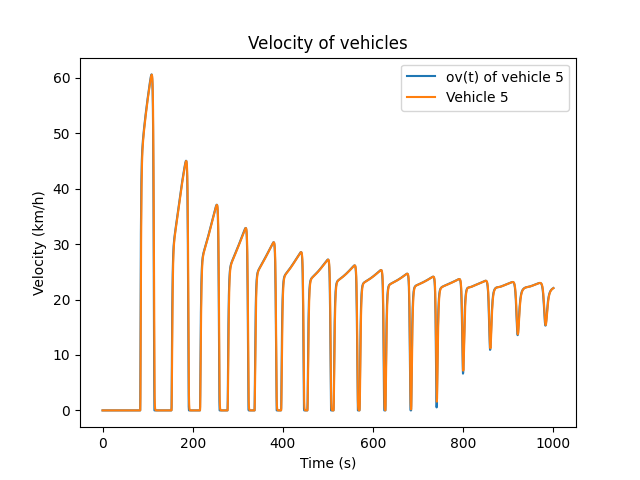 Velocity of vehicles
ov(t) of vehicle 5
Vehicle 5
60
50
40
30
20
10
0
Velocity (km/h)
0 200 400 600 800 1000
Time (s)